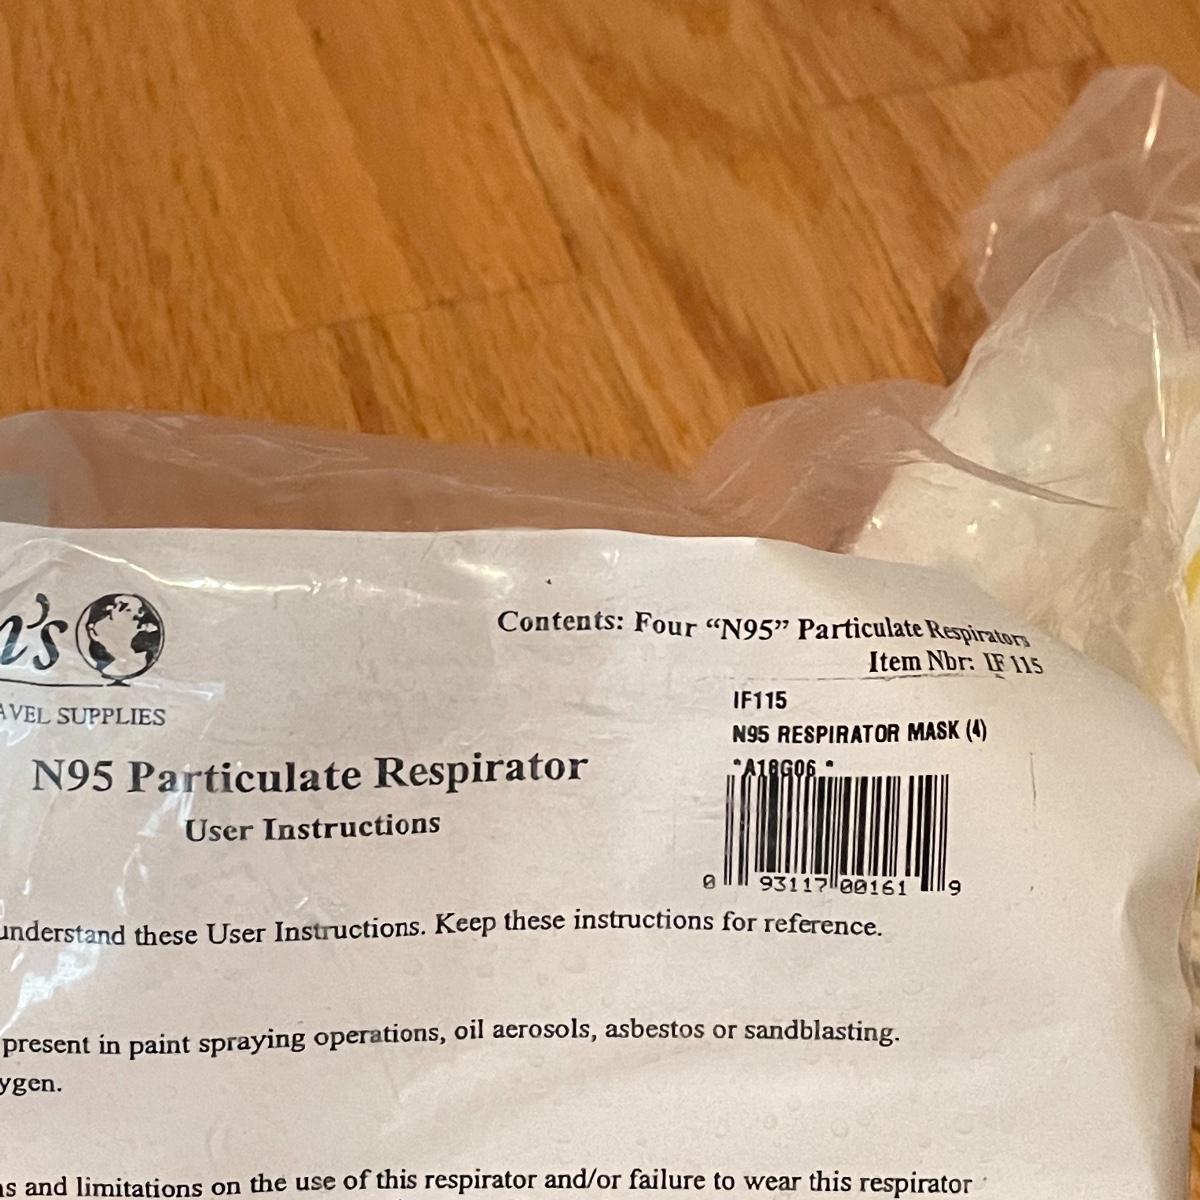 n's
AVEL SUPPLIES
Contents: Four “N95” Particulate Respirators
Item Nbr: IF 115
IF115
N95 RESPIRATOR MASK (4)
*A18G06 *
0 93117 00161 9
N95 Particulate Respirator
User Instructions
understand these User Instructions. Keep these instructions for reference.
present in paint spraying operations, oil aerosols, asbestos or sandblasting.
ygen.
ns and limitations on the use of this respirator and/or failure to wear this respirator